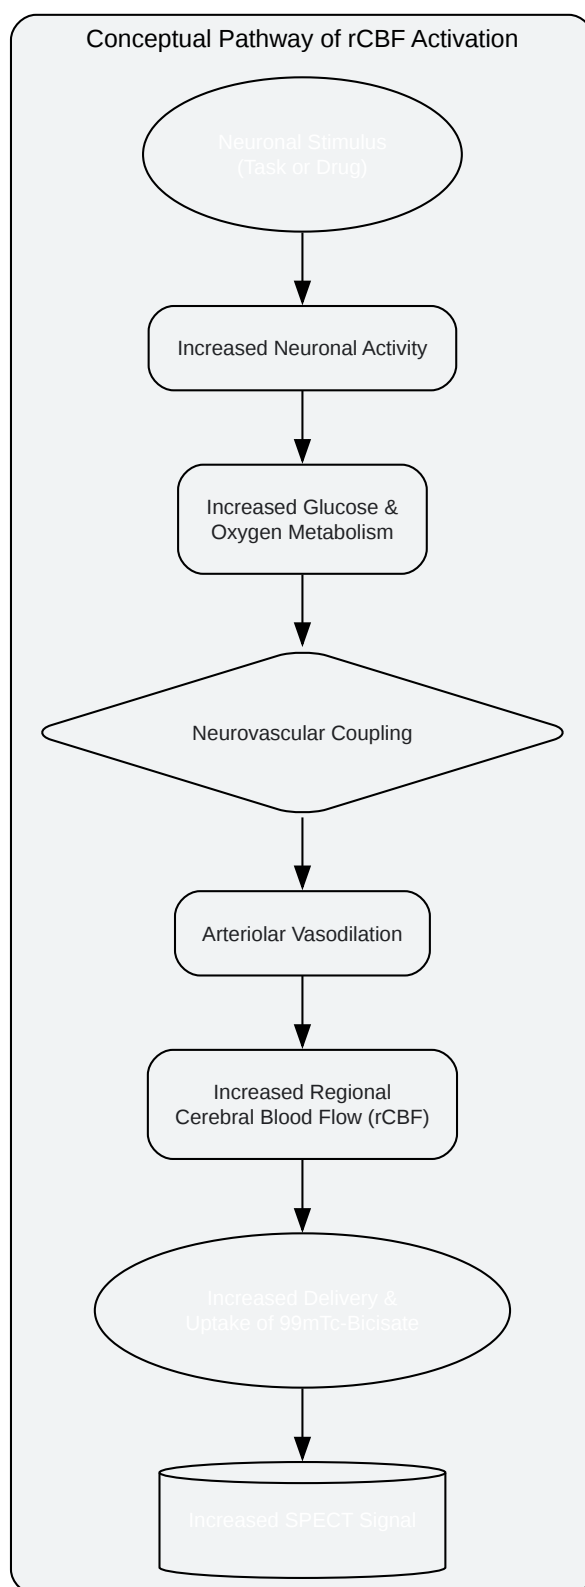 Conceptual Pathway of rCBF Activation
Neuronal Stimulus
(Task or Drug)
Increased Neuronal Activity
Increased Glucose &
Oxygen Metabolism
Neurovascular Coupling
Arteriolar Vasodilation
Increased Regional
Cerebral Blood Flow (rCBF)
Increased Delivery &
Uptake of 99mTc-Bicisate
Increased SPECT Signal